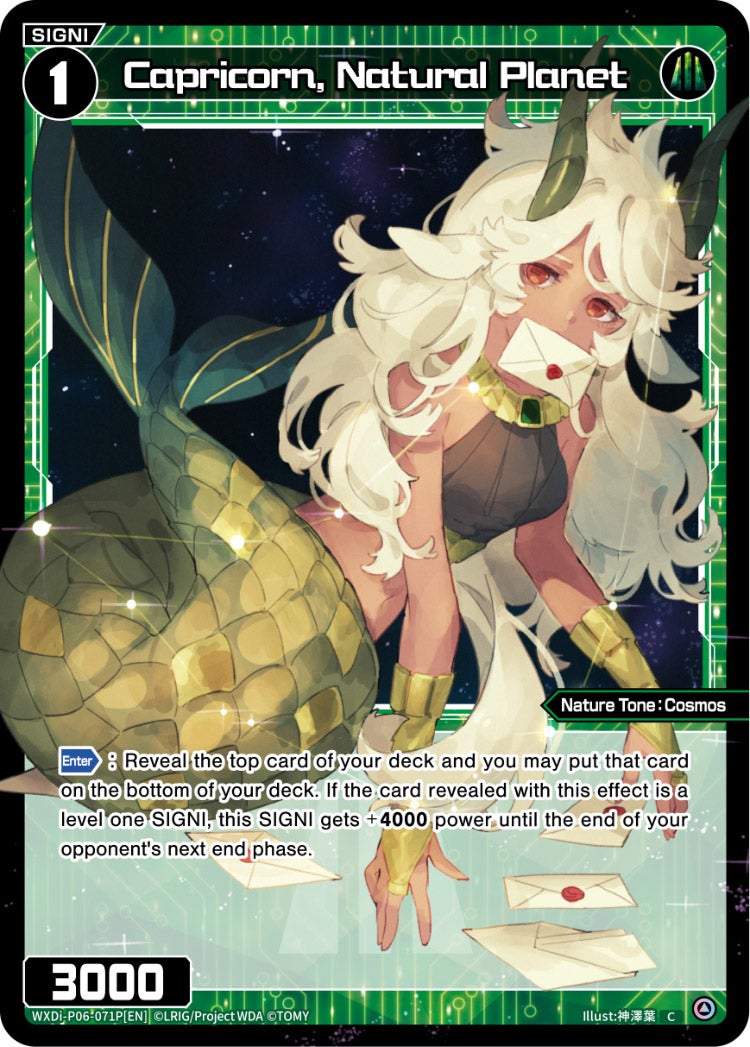 SIGNI
1
Capricorn, Natural Planet
Nature Tone:Cosmos
Enter : Reveal the top card of your deck and you may put that card
on the bottom of your deck. If the card revealed with this effect is a
level one SIGNI, this SIGNI gets +4000 power until the end of your
opponent's next end phase.
3000
WXDi-P06-071P[EN] ©LRIG/Project WDA ©TOMY
Illust:神澤葉 C